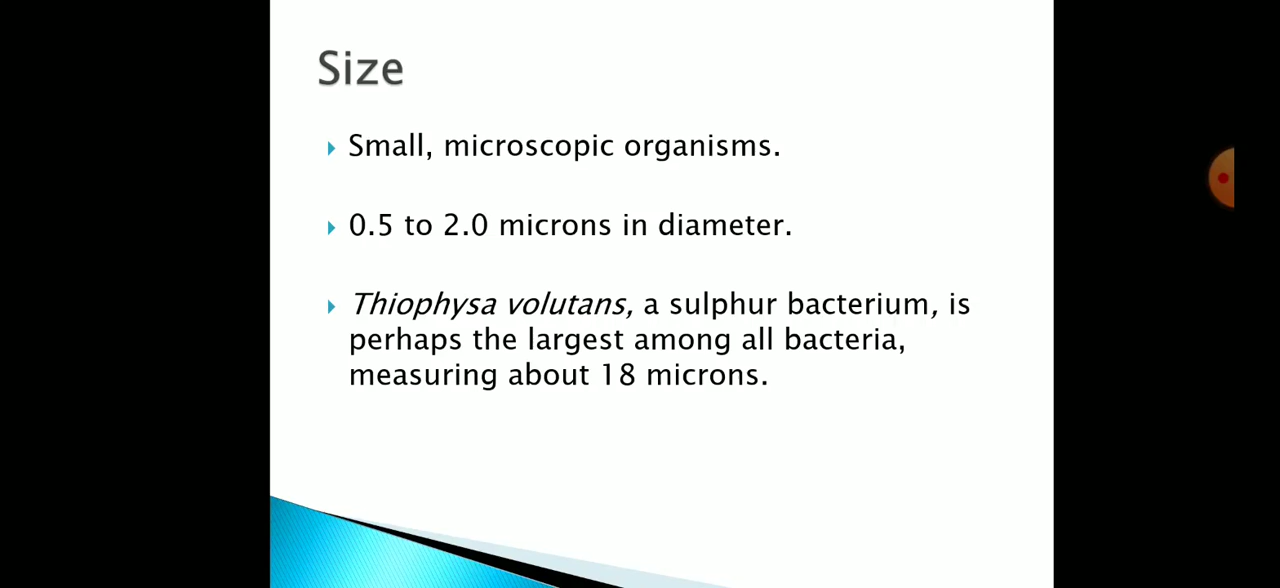 Size
Small, microscopic organisms.
0.5 to 2.0 microns in diameter.
Thiophysa volutans, a sulphur bacterium, is
perhaps the largest among all bacteria,
measuring about 18 microns.